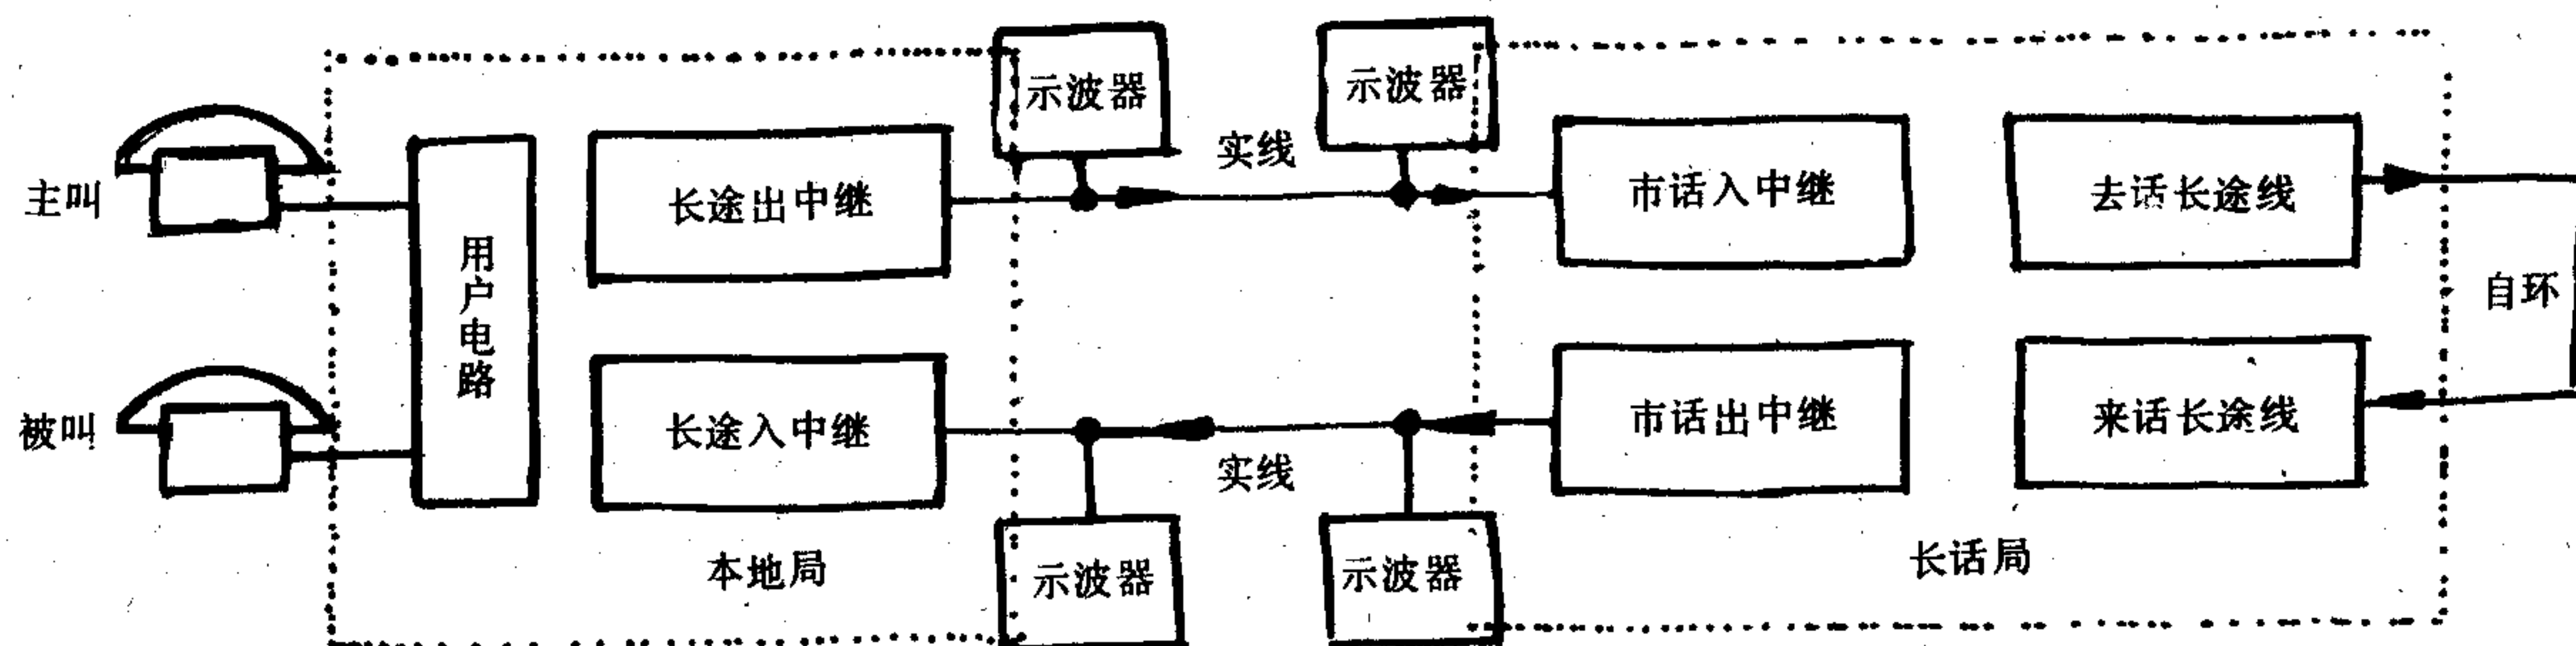 示波器
示波器
实线
主叫
用户电路
长途出中继
市话入中继
去话长途线
自环
被叫
长途入中继
市话出中继
来话长途线
实线
本地局
示波器
示波器
长话局